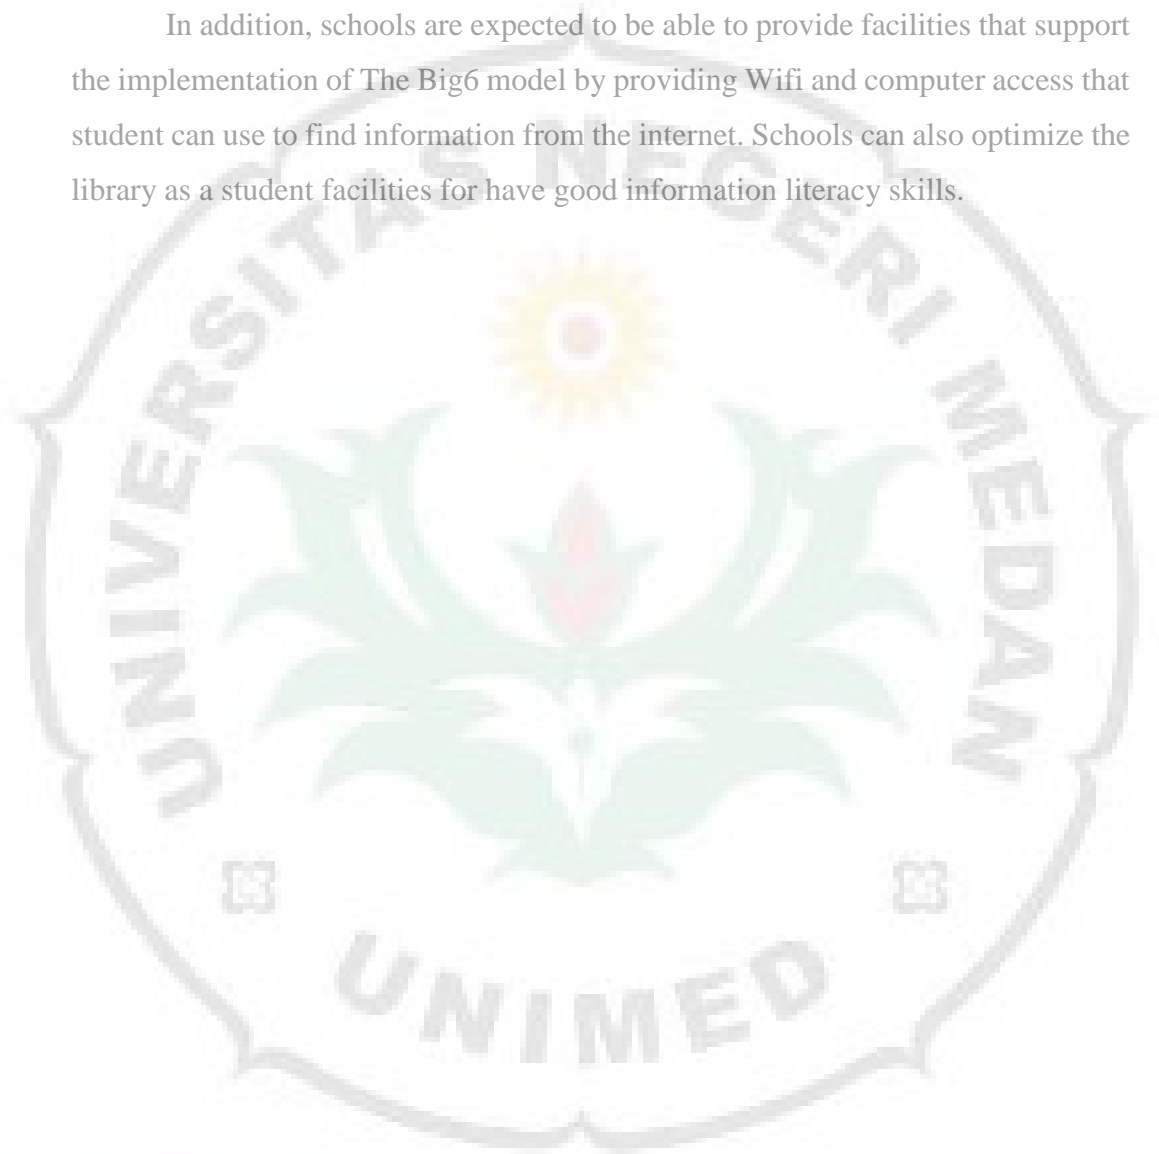 In addition, schools are expected to be able to provide facilities that support
the implementation of The Big6 model by providing Wifi and computer access that
student can use to find information from the internet. Schools can also optimize the
library as a student facilities for have good information literacy skills.
UNIVERSITAS NEGERI MEDAN
UNIMED